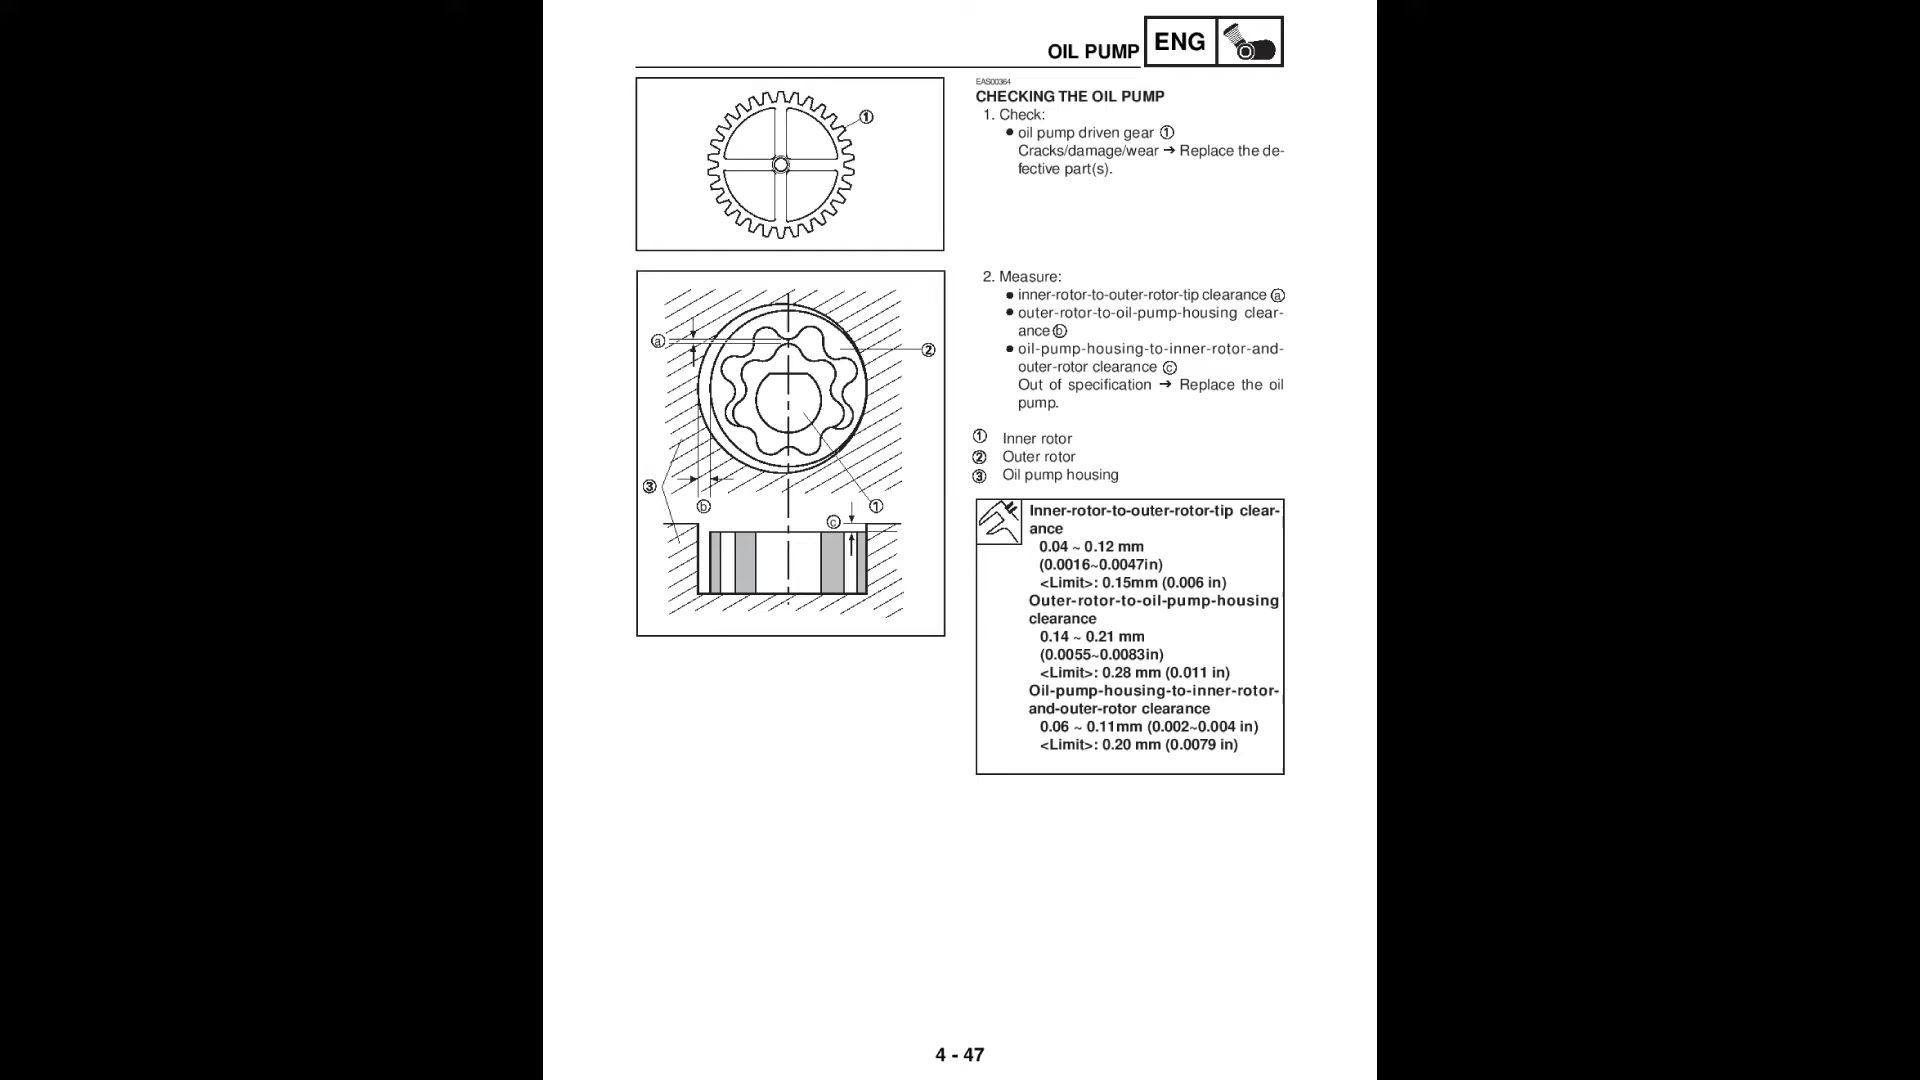 OIL PUMP
ENG
①
EAS00364
CHECKING THE OIL PUMP
1. Check:
● oil pump driven gear ①
Cracks/damage/wear ➔ Replace the de-
fective part(s).
ⓐ
②
③
ⓑ
①
ⓒ
2. Measure:
● inner-rotor-to-outer-rotor-tip clearance ⓐ
● outer-rotor-to-oil-pump-housing clear-
ance ⓑ
● oil-pump-housing-to-inner-rotor-and-
outer-rotor clearance ⓒ
Out of specification ➔ Replace the oil
pump.
① Inner rotor
② Outer rotor
③ Oil pump housing
Inner-rotor-to-outer-rotor-tip clear-
ance
0.04 ~ 0.12 mm
(0.0016~0.0047in)
<Limit>: 0.15mm (0.006 in)
Outer-rotor-to-oil-pump-housing
clearance
0.14 ~ 0.21 mm
(0.0055~0.0083in)
<Limit>: 0.28 mm (0.011 in)
Oil-pump-housing-to-inner-rotor-
and-outer-rotor clearance
0.06 ~ 0.11mm (0.002~0.004 in)
<Limit>: 0.20 mm (0.0079 in)
4 - 47